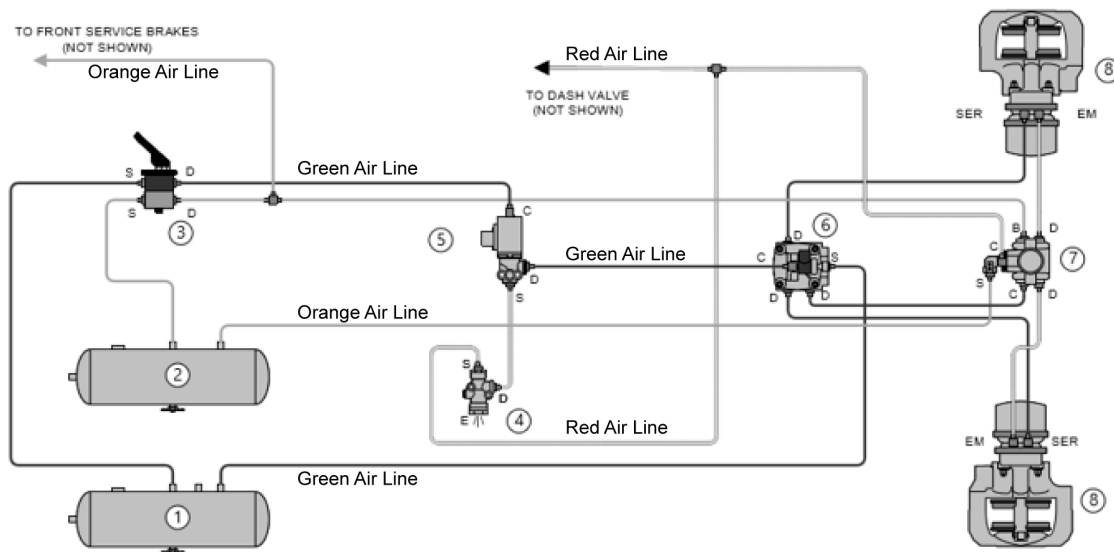 TO FRONT SERVICE BRAKES
(NOT SHOWN)
Orange Air Line
Red Air Line
TO DASH VALVE
(NOT SHOWN)
8
SER
EM
Green Air Line
S
D
S
D
3
C
5
D
S
Green Air Line
6
D
C
S
D
D
B
D
C
S
7
C
D
Orange Air Line
2
S
D
E
4
Red Air Line
EM
SER
8
Green Air Line
1